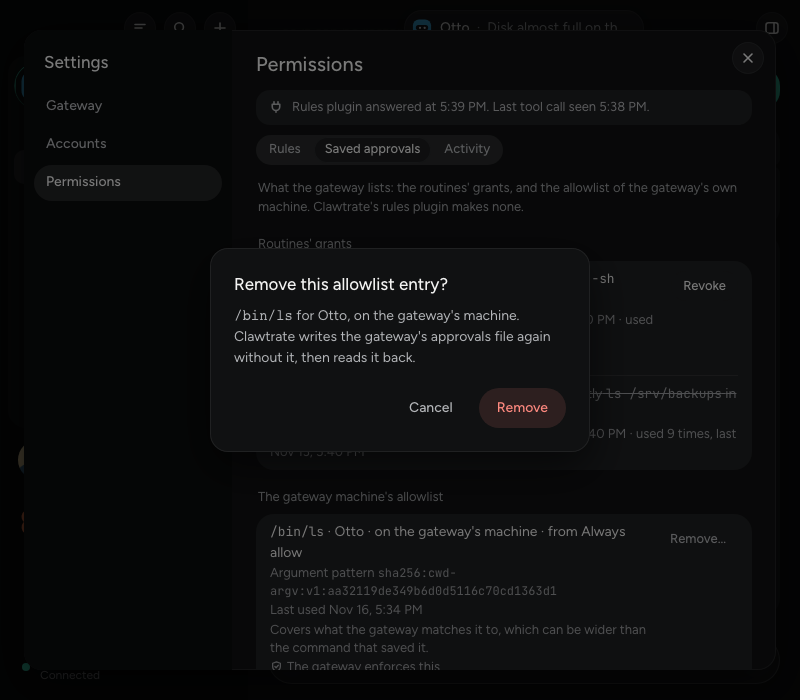 Otto · Disk almost full on th
Settings
Gateway
Accounts
Permissions
Permissions
Rules plugin answered at 5:39 PM. Last tool call seen 5:38 PM.
Rules
Saved approvals
Activity
What the gateway lists: the routines' grants, and the allowlist of the gateway's own
machine. Clawtrate's rules plugin makes none.
Routines' grants
-sh
Revoke
PM · used
ls /srv/backups in
40 PM · used 9 times, last
Nov 15, 5:40 PM
Remove this allowlist entry?
/bin/ls for Otto, on the gateway's machine.
Clawtrate writes the gateway's approvals file again
without it, then reads it back.
Cancel
Remove
The gateway machine's allowlist
/bin/ls · Otto · on the gateway's machine · from Always
allow
Remove…
Argument pattern sha256:cwd-
argv:v1:aa32119de349b6d0d5116c70cd1363d1
Last used Nov 16, 5:34 PM
Covers what the gateway matches it to, which can be wider than
the command that saved it.
The gateway enforces this
Connected